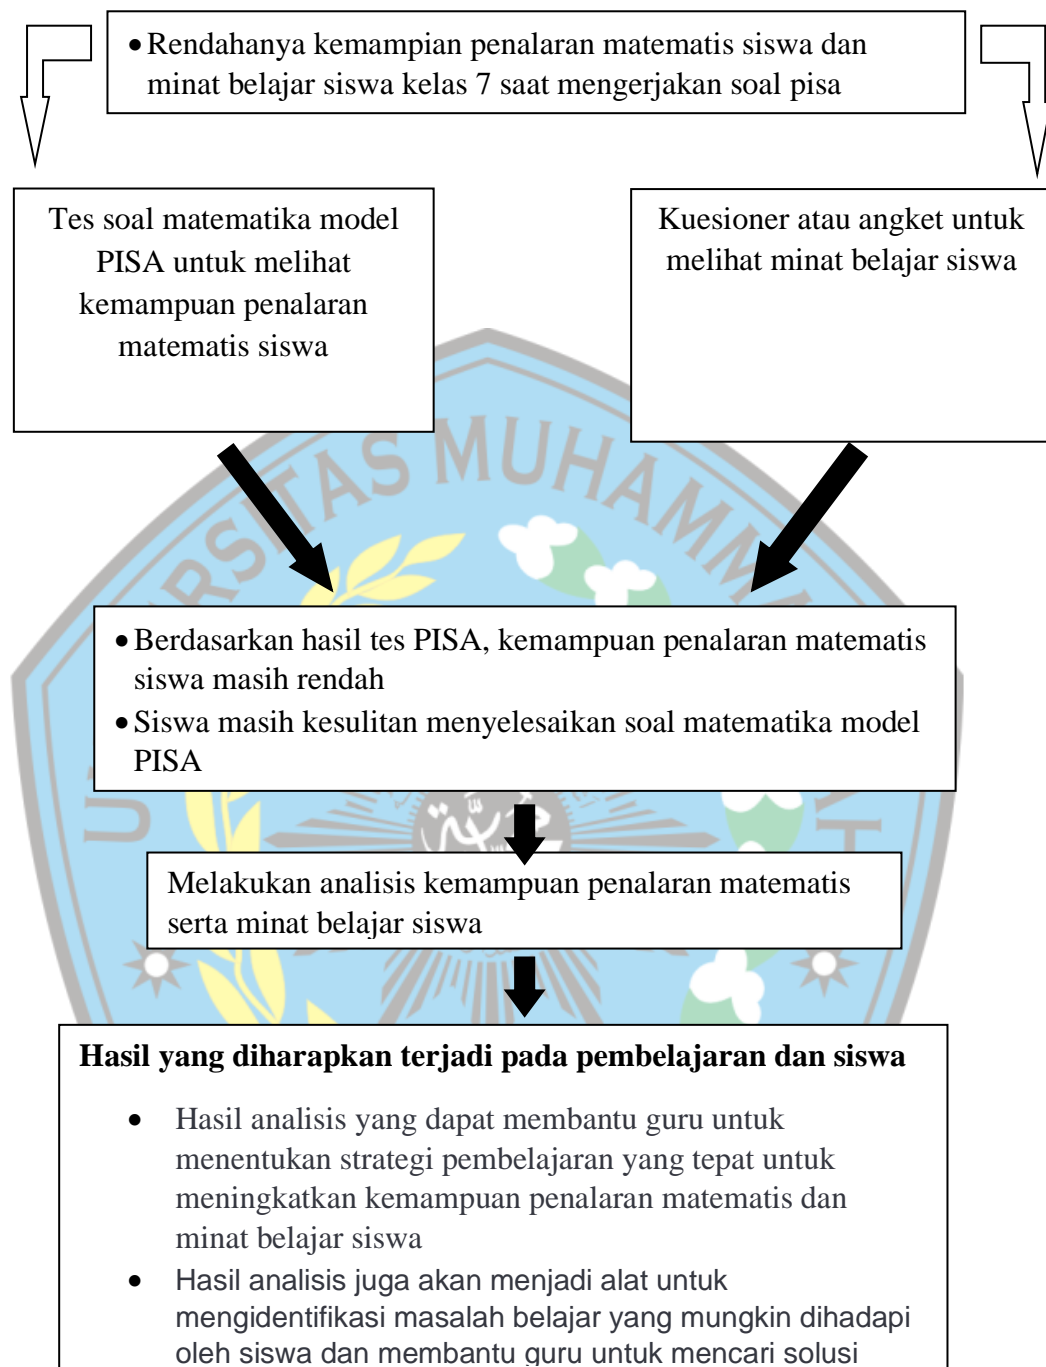 • Rendahanya kemampian penalaran matematis siswa dan
minat belajar siswa kelas 7 saat mengerjakan soal pisa
Tes soal matematika model
PISA untuk melihat
kemampuan penalaran
matematis siswa
Kuesioner atau angket untuk
melihat minat belajar siswa
• Berdasarkan hasil tes PISA, kemampuan penalaran matematis
siswa masih rendah
• Siswa masih kesulitan menyelesaikan soal matematika model
PISA
Melakukan analisis kemampuan penalaran matematis
serta minat belajar siswa
Hasil yang diharapkan terjadi pada pembelajaran dan siswa
• Hasil analisis yang dapat membantu guru untuk
menentukan strategi pembelajaran yang tepat untuk
meningkatkan kemampuan penalaran matematis dan
minat belajar siswa
• Hasil analisis juga akan menjadi alat untuk
mengidentifikasi masalah belajar yang mungkin dihadapi
oleh siswa dan membantu guru untuk mencari solusi